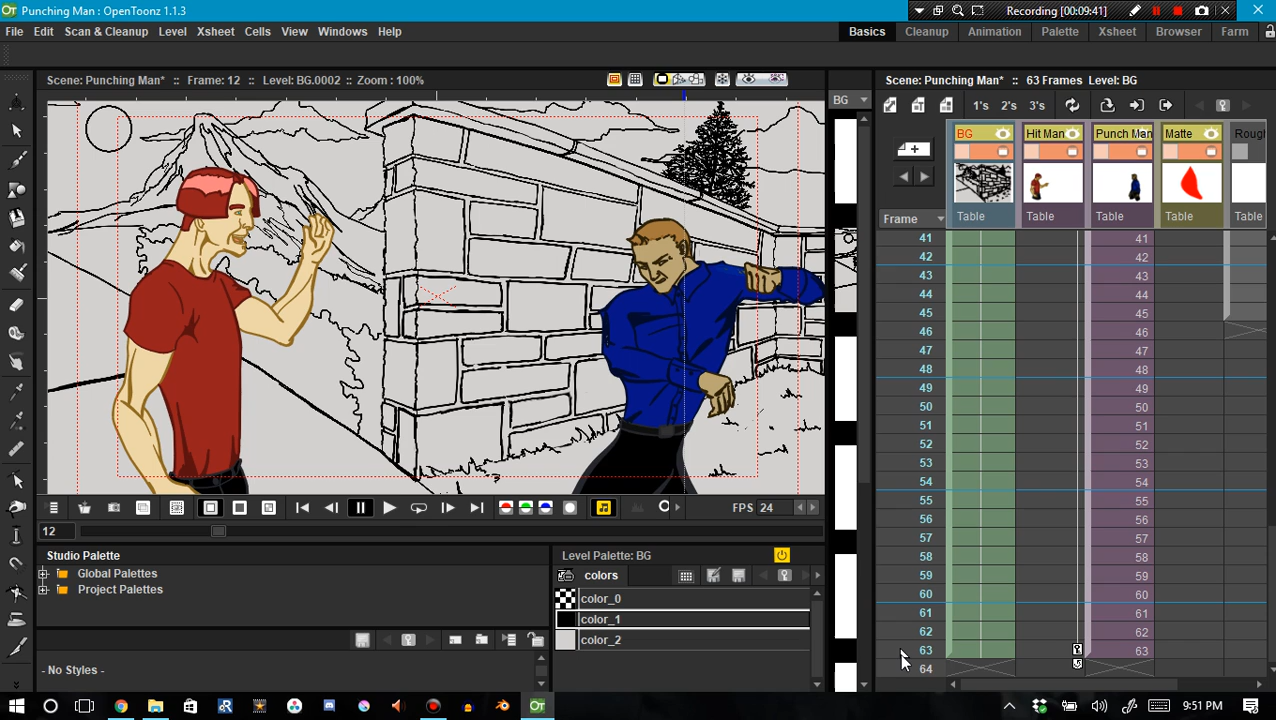 Punching Man : OpenToonz 1.1.3
Recording [00:09:41]
File Edit Scan & Cleanup Level Xsheet Cells View Windows Help
Basics Cleanup Animation Palette Xsheet Browser Farm
Scene: Punching Man* :: Frame: 12 :: Level: BG.0002 :: Zoom : 100%
BG
Scene: Punching Man* :: 63 Frames Level: BG
1's 2's 3's
BG Hit Man Punch Man Matte Rough
Table Table Table Table Table
Frame
41 41
42 42
43 43
44 44
45 45
46 46
47 47
48 48
49 49
50 50
51 51
52 52
53 53
54 54
55 55
56 56
57 57
58 58
59 59
60 60
61 61
62 62
63 63
64
FPS 24
12
Studio Palette
Global Palettes
Project Palettes
- No Styles -
Level Palette: BG
colors
color_0
color_1
color_2
9:51 PM